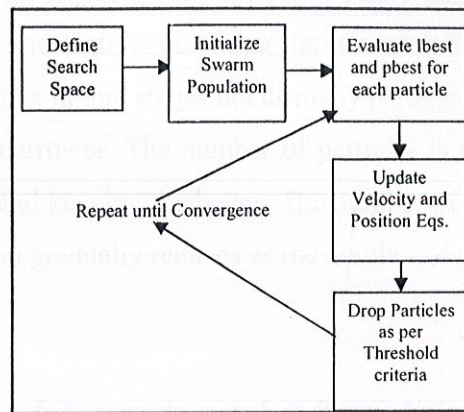 Define
Search
Space
Initialize
Swarm
Population
Evaluate lbest
and pbest for
each particle
Update
Velocity and
Position Eqs.
Drop Particles
as per
Threshold
criteria
Repeat until Convergence